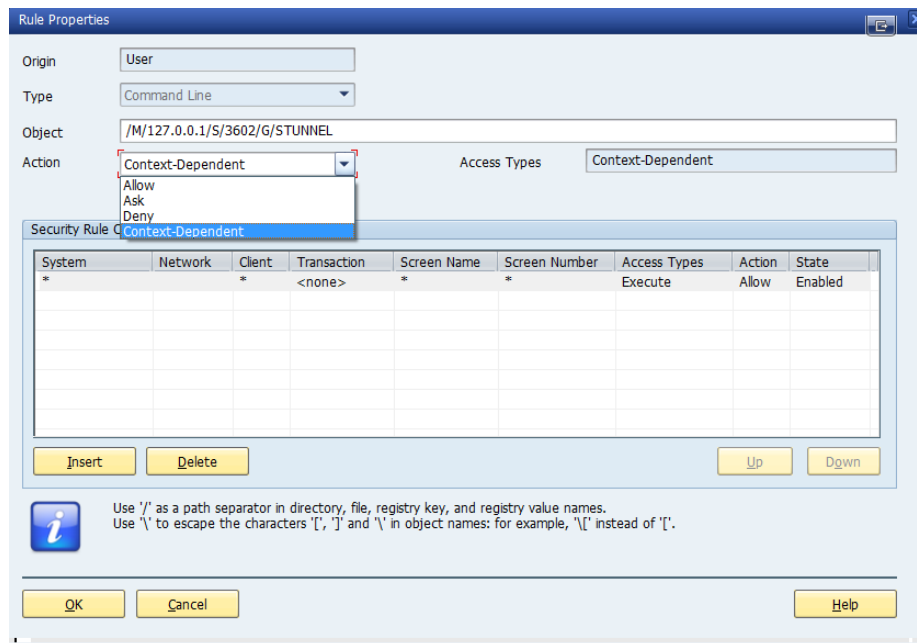 Rule Properties
Origin User
Type Command Line
Object /M/127.0.0.1/S/3602/G/STUNNEL
Action Context-Dependent Access Types Context-Dependent
Allow
Ask
Deny
Context-Dependent
Security Rule C
System Network Client Transaction Screen Name Screen Number Access Types Action State
* * <none> * * Execute Allow Enabled
Insert Delete Up Down
Use '/' as a path separator in directory, file, registry key, and registry value names.
Use '\' to escape the characters '[', ']' and '\' in object names: for example, '\[' instead of '['.
OK Cancel Help